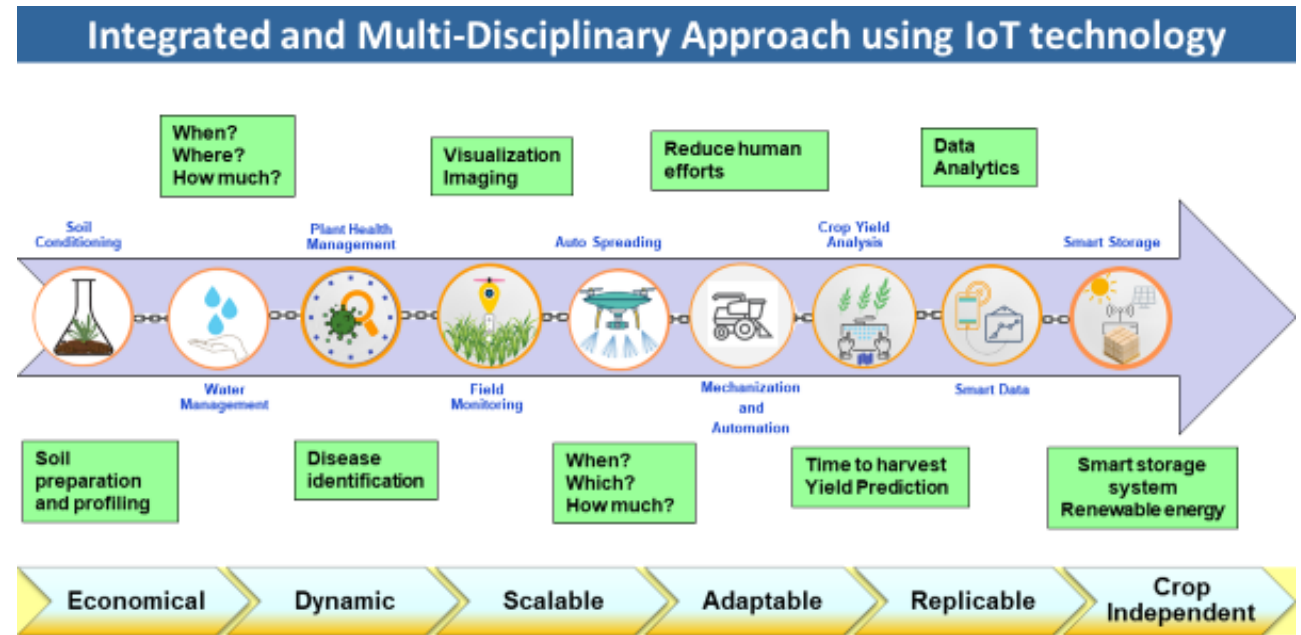 Integrated and Multi-Disciplinary Approach using IoT technology
When?
Where?
How much?
Visualization
Imaging
Reduce human
efforts
Data
Analytics
Soil
Conditioning
Plant Health
Management
Auto Spreading
Crop Yield
Analysis
Smart Storage
Water
Management
Field
Monitoring
Mechanization
and
Automation
Smart Data
Soil
preparation
and profiling
Disease
identification
When?
Which?
How much?
Time to harvest
Yield Prediction
Smart storage
system
Renewable energy
Economical
Dynamic
Scalable
Adaptable
Replicable
Crop
Independent